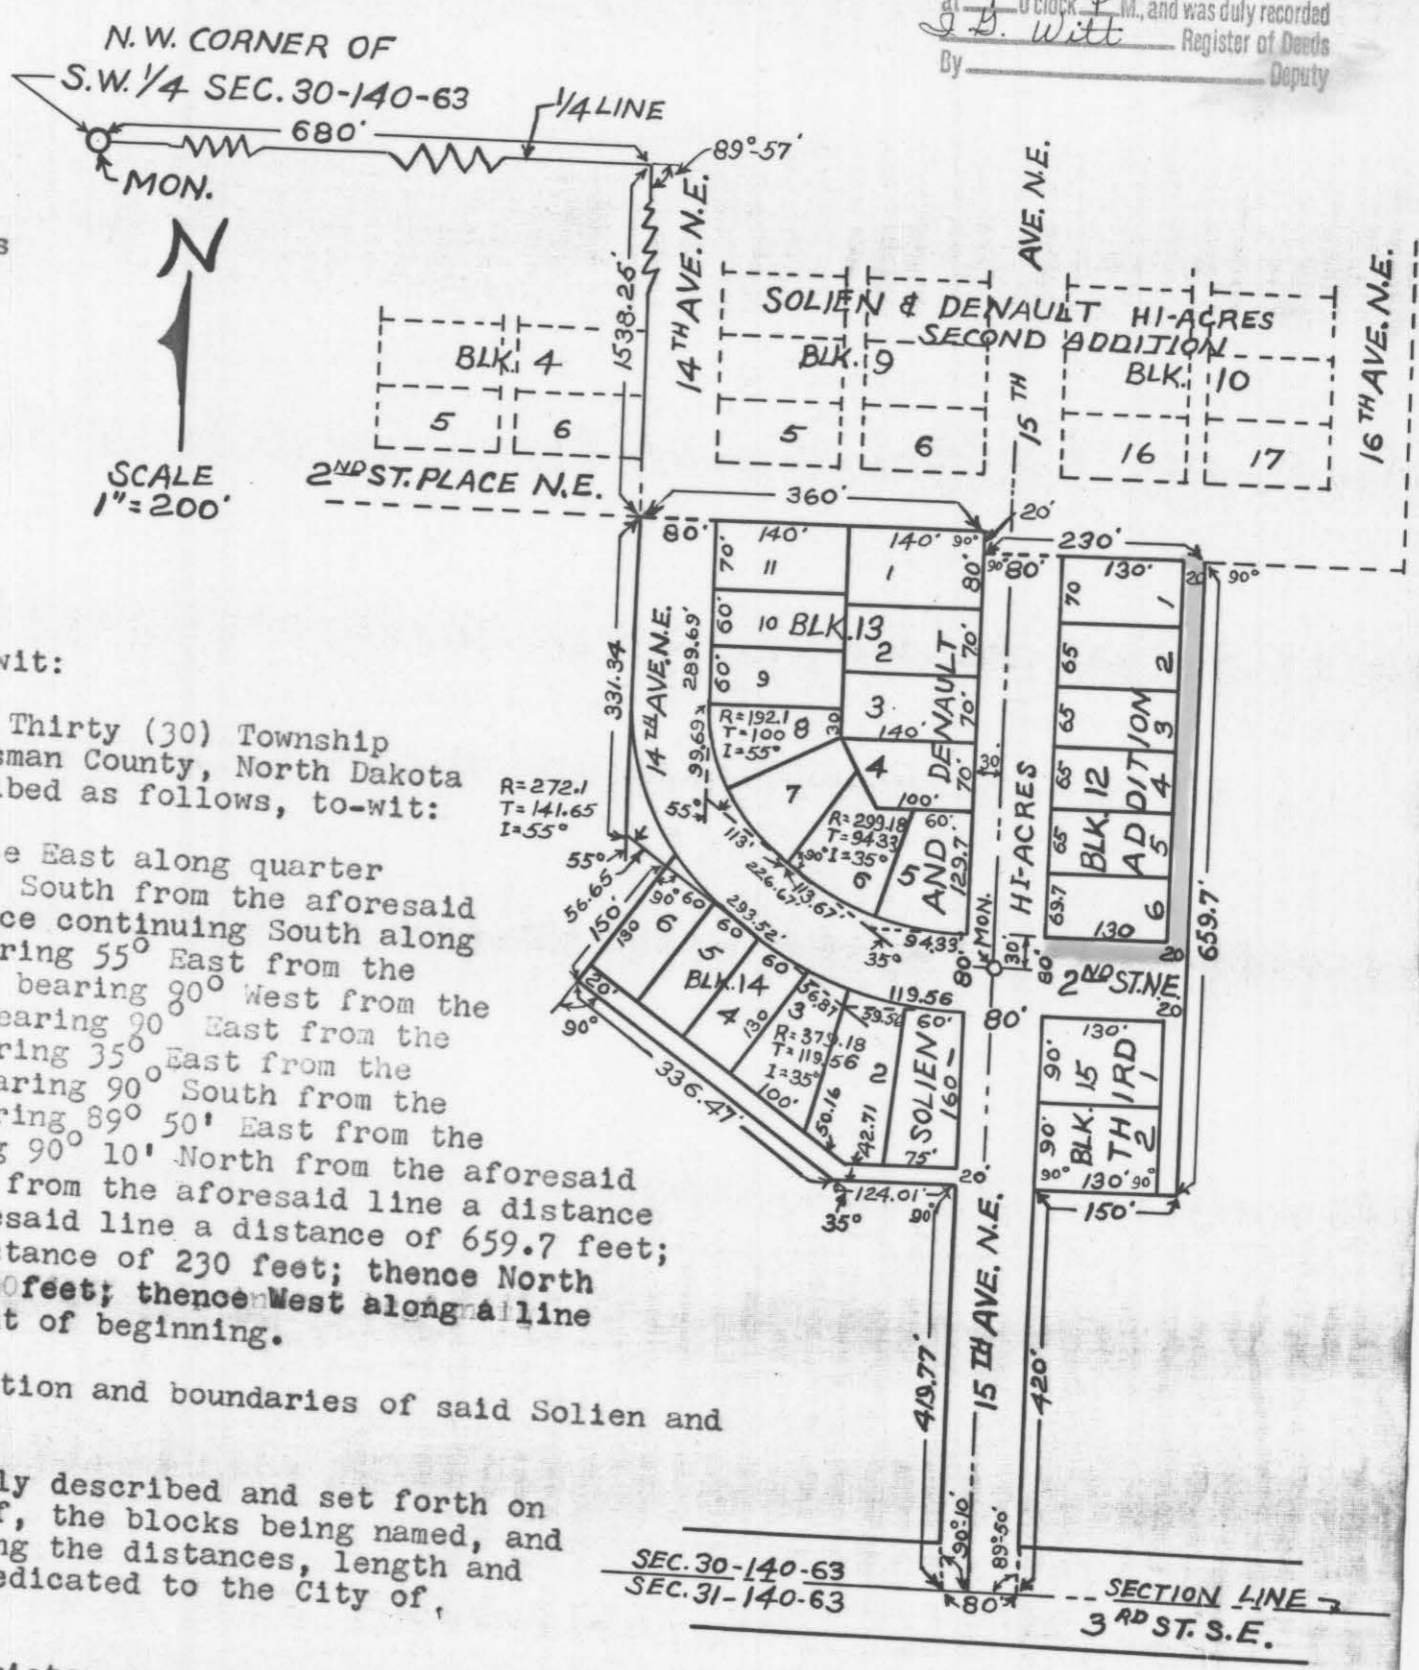 at o'clock P M., and was duly recorded
I. G. Witt Register of Deeds
By Deputy
N.W. CORNER OF
S.W. 1/4 SEC. 30-140-63
680'
1/4 LINE
89°-57'
MON.
N
SCALE
1"=200'
1538.25'
14TH AVE. N.E.
15TH AVE. N.E.
16TH AVE. N.E.
SOLIEN & DENAULT HI-ACRES
SECOND ADDITION
BLK. 4
BLK. 9
BLK. 10
5 6
5 6
16 17
2ND ST. PLACE N.E.
360'
20'
80' 140' 140' 90°
230'
90° 80' 130' 20 90°
70' 11 1 80'
60' 10 BLK. 13 2 70'
60' 9 3 70'
140'
331.34
14TH AVE. N.E.
289.69'
99.69
R=192.1
T=100
I=55°
8 30
7
4 70'
100'
R=299.18
T=94.33
I=35°
90°
6
60'
5 129.7'
R=272.1
T=141.65
I=55°
55°
55°
113'
226.67'
113.67'
94.33'
35°
30'
MON.
30'
80'
80'
SOLIEN AND DENAULT
HI-ACRES
THIRD ADDITION
BLK. 12
70 1
65 2
65 3
65 4
65 5
69.7 6
130
20
659.7'
2ND ST. N.E.
20
56.65
150'
130
90° 60
6
60
293.52'
5
BLK. 14
60
4
130
56.87
3
59.50
R=379.18
T=119.56
I=35°
119.56
60'
80'
2
160
20'
90°
336.47'
100'
50.16
42.71
75'
20'
124.01'
35°
90°
130'
90' BLK. 15 1
90' 2
90° 130' 90°
150'
15TH AVE. N.E.
419.77'
420'
90°-10'
89°-50'
80'
SEC. 30-140-63
SEC. 31-140-63
SECTION LINE
3RD ST. S.E.
s
wit:
Thirty (30) Township
sman County, North Dakota
bed as follows, to-wit:
e East along quarter
South from the aforesaid
ce continuing South along
ring 55° East from the
bearing 90° West from the
earing 90° East from the
ring 35° East from the
aring 90° South from the
ring 89° 50' East from the
g 90° 10' North from the aforesaid
from the aforesaid line a distance
esaid line a distance of 659.7 feet;
tance of 230 feet; thence North
0 feet; thence West along a line
t of beginning.
tion and boundaries of said Solien and
ly described and set forth on
f, the blocks being named, and
ng the distances, length and
edicated to the City of,